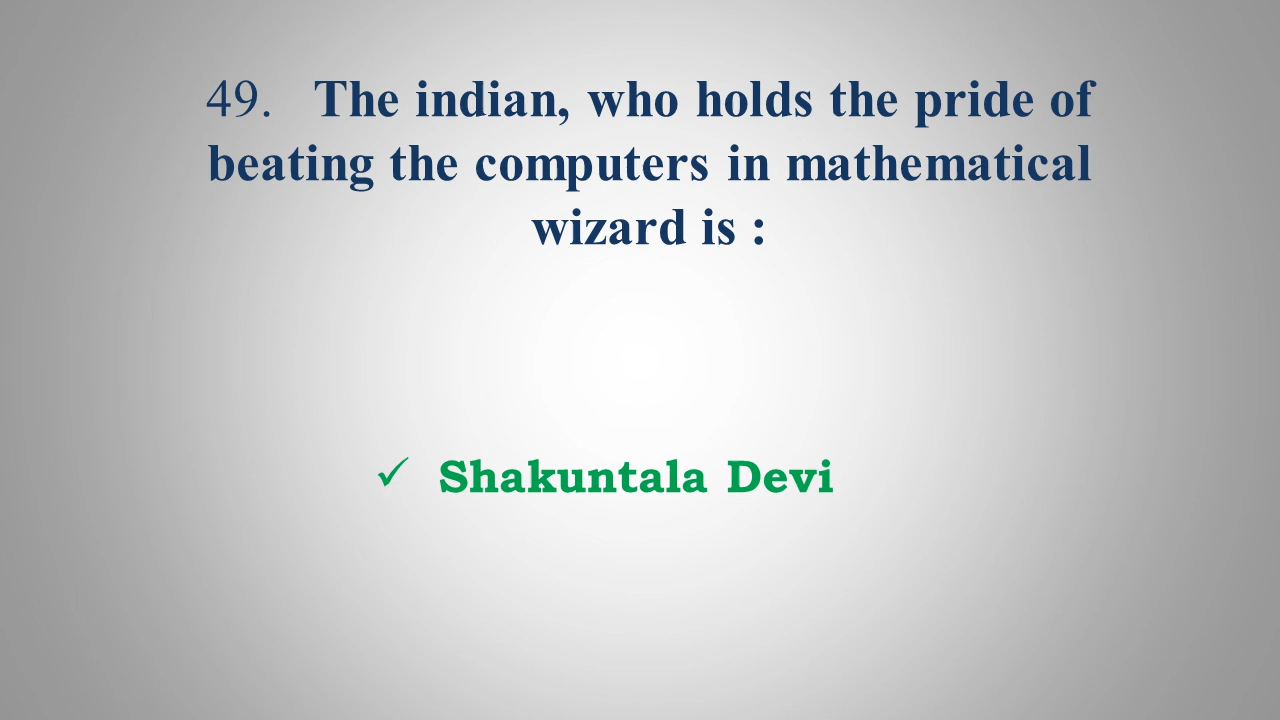 49. The indian, who holds the pride of
beating the computers in mathematical
wizard is :
✓ Shakuntala Devi